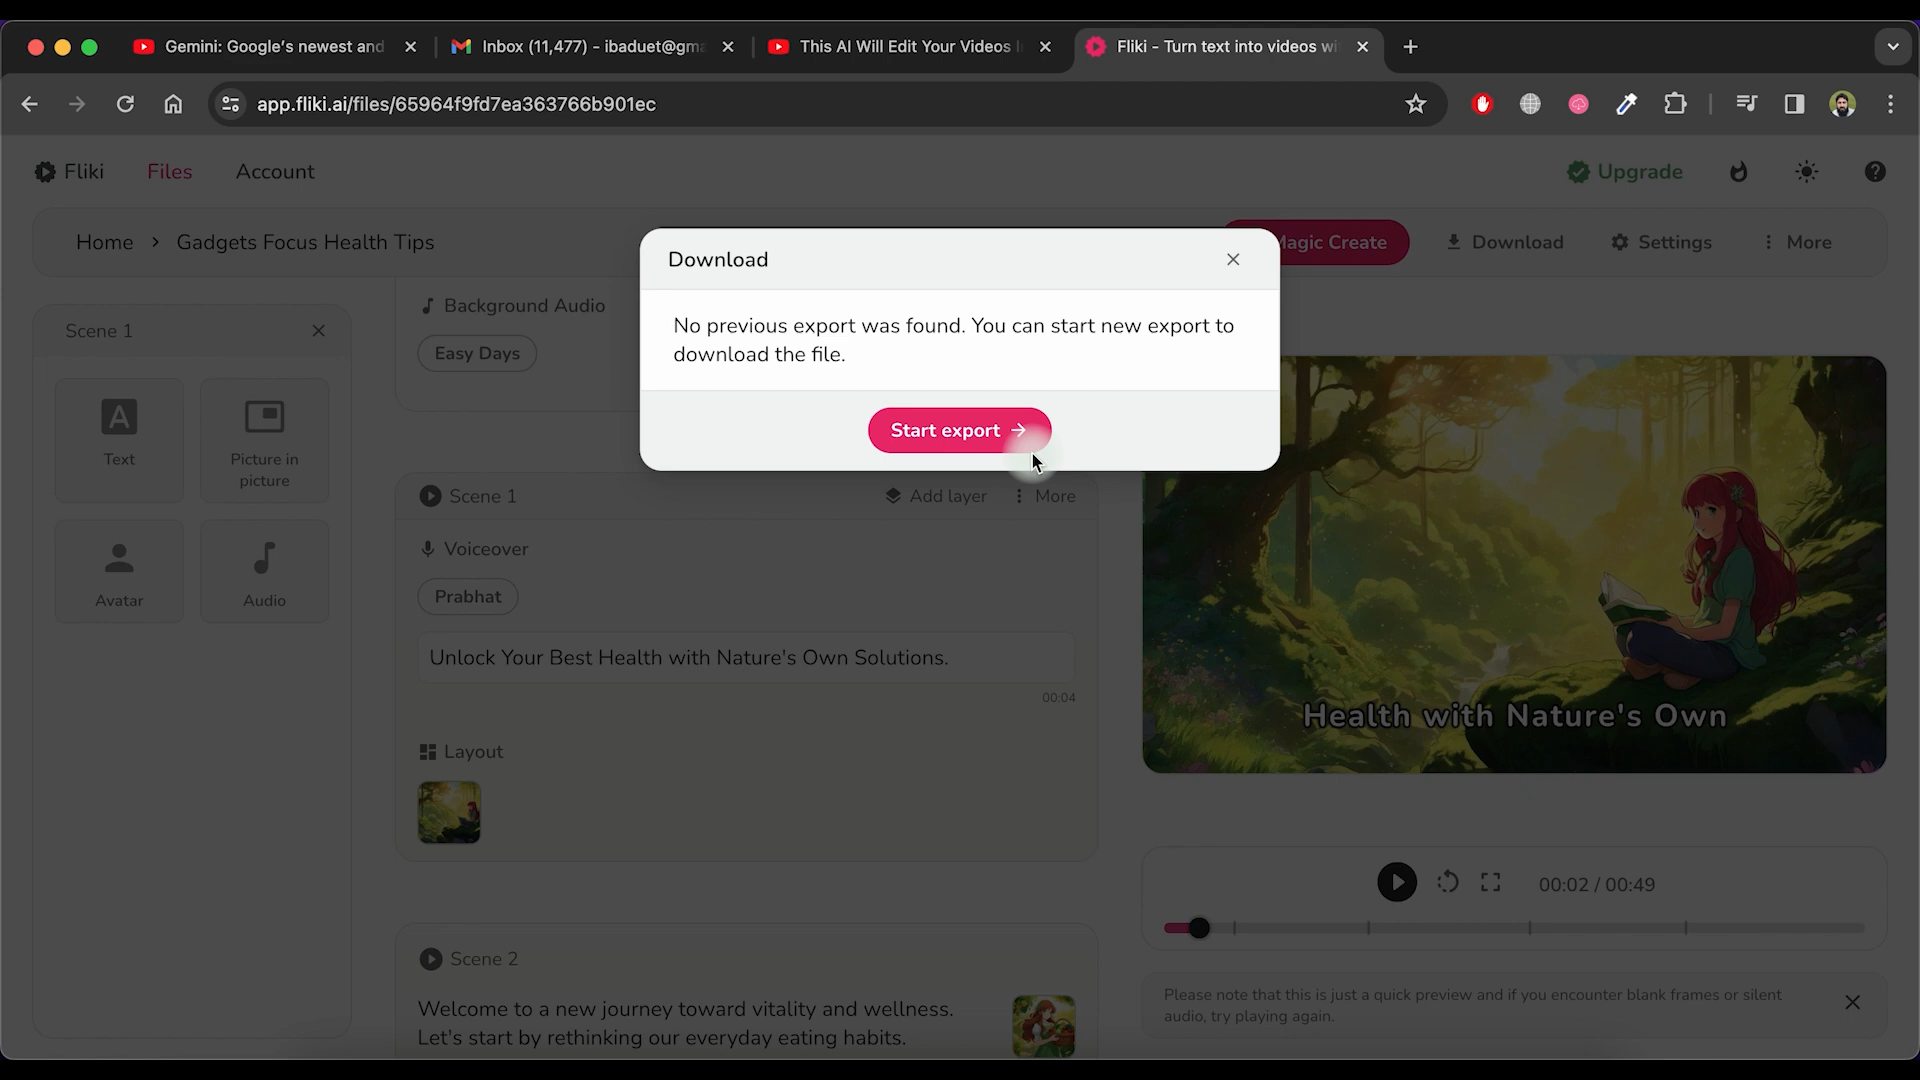 Gemini: Google's newest and
Inbox (11,477) - ibaduet@gma
This AI Will Edit Your Videos I
Fliki - Turn text into videos wi
app.fliki.ai/files/65964f9fd7ea363766b901ec
Fliki
Files
Account
Upgrade
Home > Gadgets Focus Health Tips
Magic Create
Download
Settings
More
Download
No previous export was found. You can start new export to
download the file.
Start export →
Scene 1
Text
Picture in
picture
Avatar
Audio
Background Audio
Easy Days
Scene 1
Add layer
More
Voiceover
Prabhat
Unlock Your Best Health with Nature's Own Solutions.
00:04
Layout
Scene 2
Welcome to a new journey toward vitality and wellness.
Let's start by rethinking our everyday eating habits.
Health with Nature's Own
00:02 / 00:49
Please note that this is just a quick preview and if you encounter blank frames or silent
audio, try playing again.